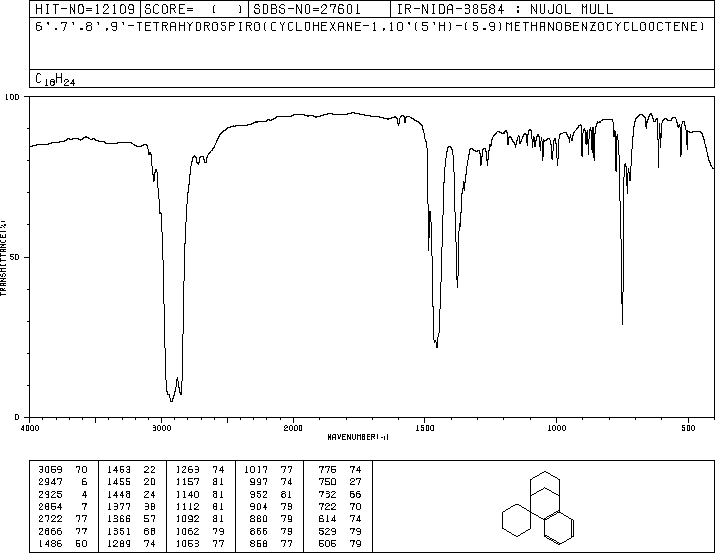 HIT-NO=12109 SCORE= ( ) SDBS-NO=27601 IR-NIDA-38584 : NUJOL MULL
6',7',8',9'-TETRAHYDROSPIRO(CYCLOHEXANE-1,10'(5'H)-(5,9)METHANOBENZOCYCLOOCTENE)
C18H24
100
50
0
TRANSMITTANCE(%)
4000 3000 2000 1500 1000 500
WAVENUMBER(-1)
3059 70 1463 22 1263 74 1017 77 775 74
2947 6 1455 20 1157 81 997 74 750 27
2925 4 1448 24 1140 81 952 81 732 66
2854 7 1377 38 1112 81 904 79 722 70
2722 77 1366 57 1092 81 880 79 614 74
2666 77 1351 68 1062 79 866 79 529 79
1486 50 1289 74 1053 77 858 77 505 79